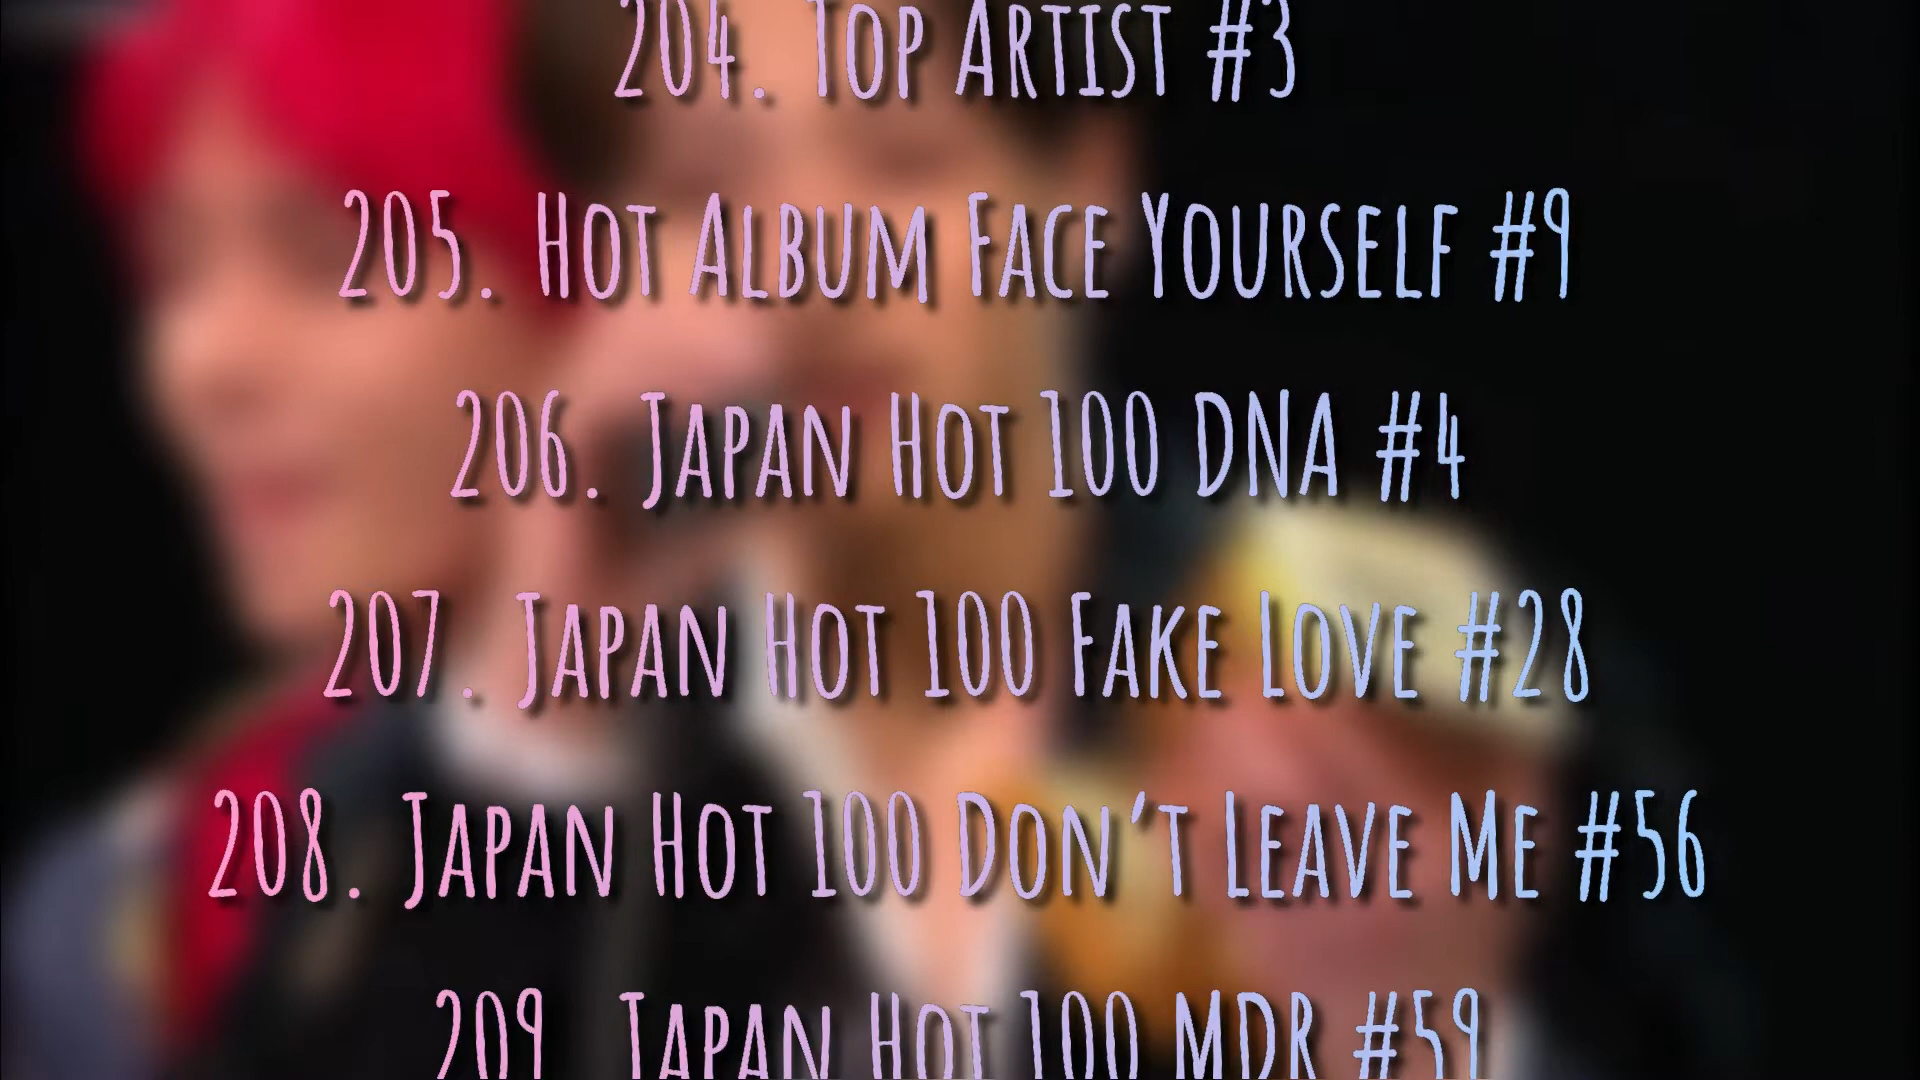 204. Top Artist #3
205. Hot Album Face Yourself #9
206. Japan Hot 100 DNA #4
207. Japan Hot 100 Fake Love #28
208. Japan Hot 100 Don't Leave Me #56
209. Japan Hot 100 MDR #59